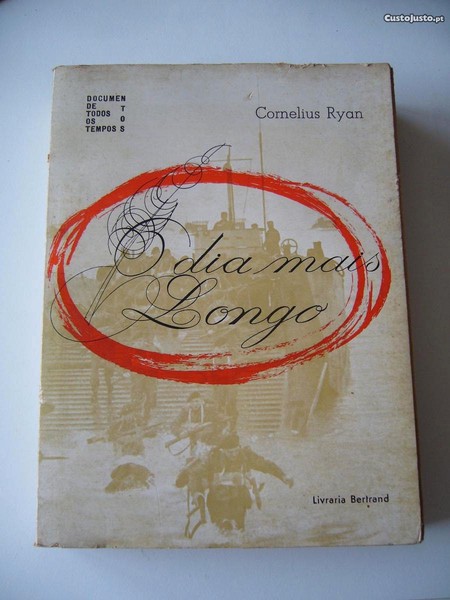 CustoJusto.pt
DOCUMEN
DE
TODOS
OS
TEMPOS
T
O
S
Cornelius Ryan
O dia mais
Longo
Livraria Bertrand